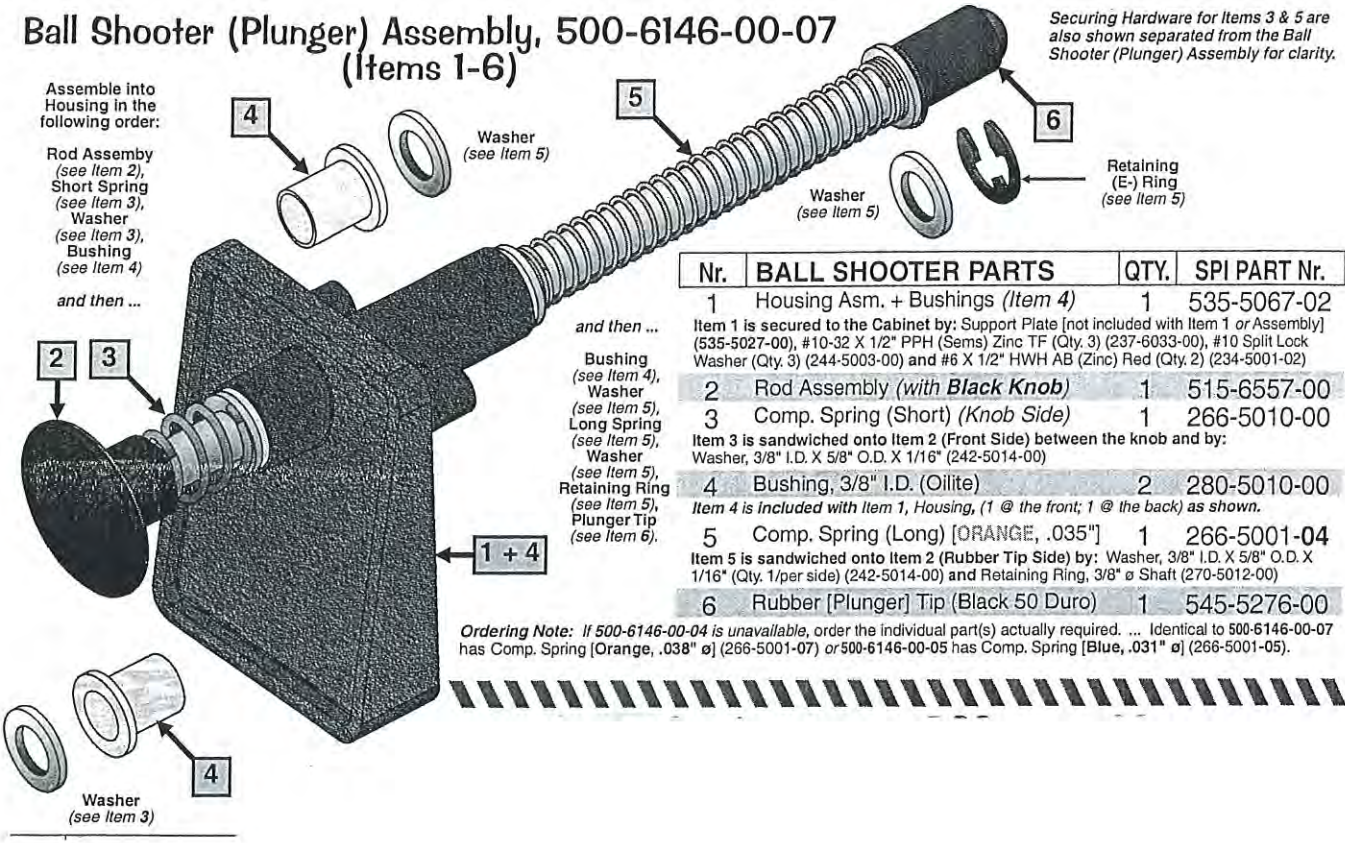 Ball Shooter (Plunger) Assembly, 500-6146-00-07
(Items 1-6)
Securing Hardware for Items 3 & 5 are
also shown separated from the Ball
Shooter (Plunger) Assembly for clarity.
Assemble into
Housing in the
following order:
Rod Assemby
(see Item 2),
Short Spring
(see Item 3),
Washer
(see Item 3),
Bushing
(see Item 4)
and then ...
4
Washer
(see Item 5)
5
6
Washer
(see Item 5)
Retaining
(E-) Ring
(see Item 5)
2
3
and then ...
Bushing
(see Item 4),
Washer
(see Item 5),
Long Spring
(see Item 5),
Washer
(see Item 5),
Retaining Ring
(see Item 5),
Plunger Tip
(see Item 6).
1 + 4
Nr. BALL SHOOTER PARTS QTY. SPI PART Nr.
1 Housing Asm. + Bushings (Item 4) 1 535-5067-02
Item 1 is secured to the Cabinet by: Support Plate [not included with Item 1 or Assembly]
(535-5027-00), #10-32 X 1/2" PPH (Sems) Zinc TF (Qty. 3) (237-6033-00), #10 Split Lock
Washer (Qty. 3) (244-5003-00) and #6 X 1/2" HWH AB (Zinc) Red (Qty. 2) (234-5001-02)
2 Rod Assembly (with Black Knob) 1 515-6557-00
3 Comp. Spring (Short) (Knob Side) 1 266-5010-00
Item 3 is sandwiched onto Item 2 (Front Side) between the knob and by:
Washer, 3/8" I.D. X 5/8" O.D. X 1/16" (242-5014-00)
4 Bushing, 3/8" I.D. (Oilite) 2 280-5010-00
Item 4 is included with Item 1, Housing, (1 @ the front; 1 @ the back) as shown.
5 Comp. Spring (Long) [ORANGE, .035"] 1 266-5001-04
Item 5 is sandwiched onto Item 2 (Rubber Tip Side) by: Washer, 3/8" I.D. X 5/8" O.D. X
1/16" (Qty. 1/per side) (242-5014-00) and Retaining Ring, 3/8" ø Shaft (270-5012-00)
6 Rubber [Plunger] Tip (Black 50 Duro) 1 545-5276-00
Ordering Note: If 500-6146-00-04 is unavailable, order the individual part(s) actually required. ... Identical to 500-6146-00-07
has Comp. Spring [Orange, .038" ø] (266-5001-07) or 500-6146-00-05 has Comp. Spring [Blue, .031" ø] (266-5001-05).
4
Washer
(see Item 3)